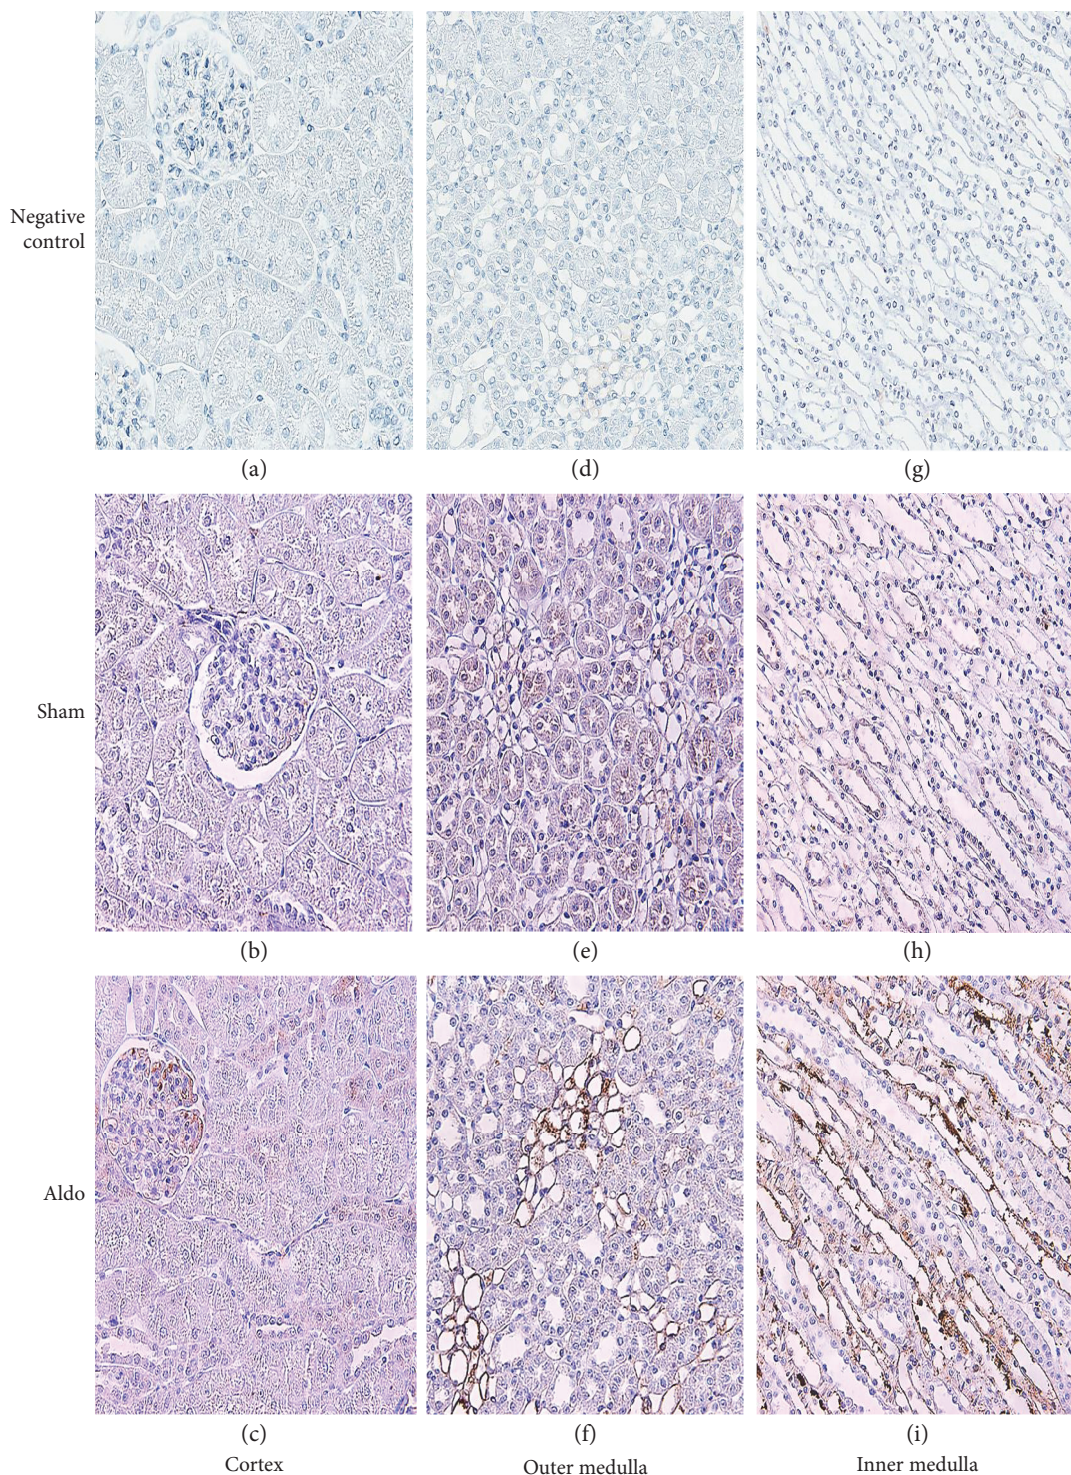 Negative
control
(a)
(d)
(g)
Sham
(b)
(e)
(h)
Aldo
(c)
(f)
(i)
Cortex
Outer medulla
Inner medulla